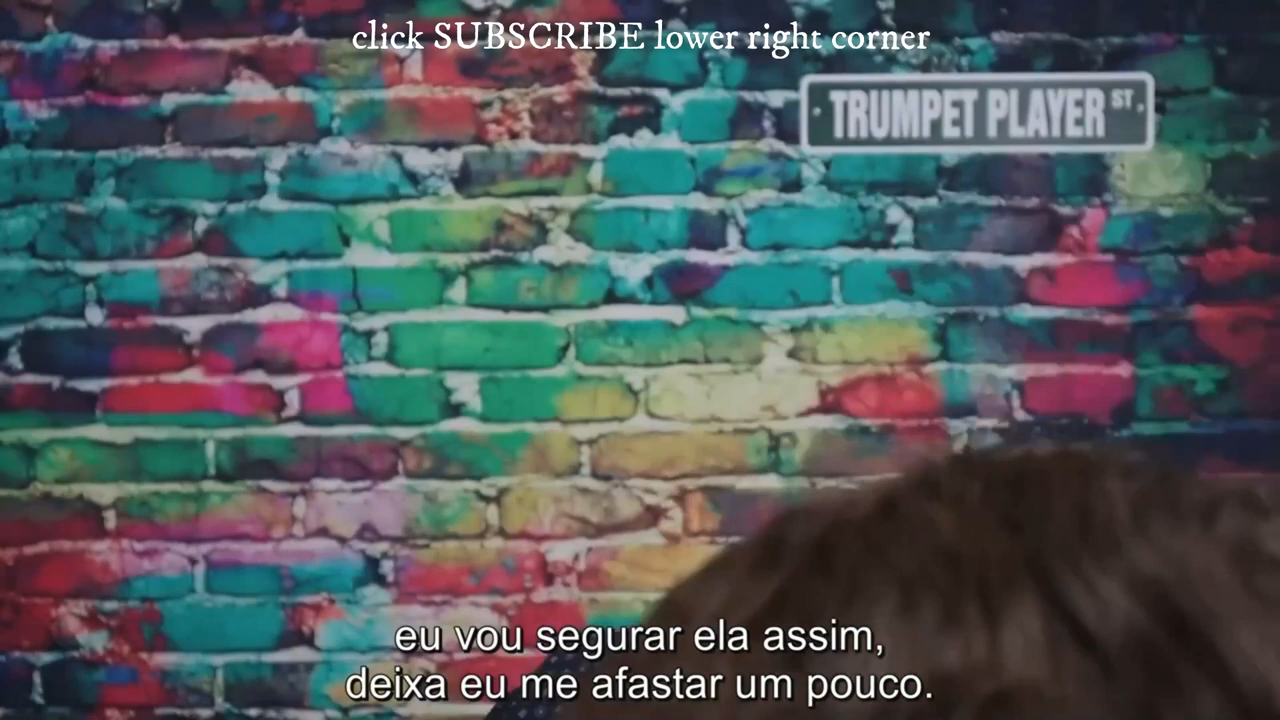 click SUBSCRIBE lower right corner
TRUMPET PLAYER ST
eu vou segurar ela assim,
deixa eu me afastar um pouco.